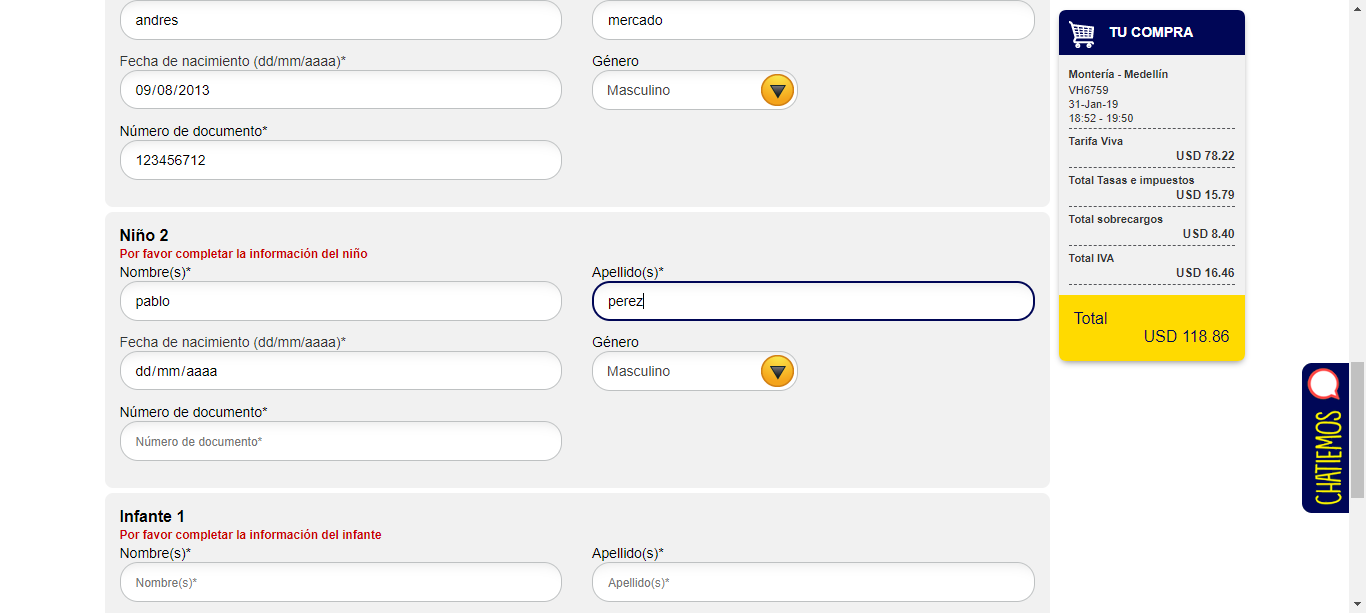 andres
mercado
Fecha de nacimiento (dd/mm/aaaa)*
Género
09/08/2013
Masculino
Número de documento*
123456712
Niño 2
Por favor completar la información del niño
Nombre(s)*
Apellido(s)*
pablo
perez
Fecha de nacimiento (dd/mm/aaaa)*
Género
dd/mm/aaaa
Masculino
Número de documento*
Número de documento*
Infante 1
Por favor completar la información del infante
Nombre(s)*
Apellido(s)*
Nombre(s)*
Apellido(s)*
TU COMPRA
Montería - Medellín
VH6759
31-Jan-19
18:52 - 19:50
Tarifa Viva
USD 78.22
Total Tasas e impuestos
USD 15.79
Total sobrecargos
USD 8.40
Total IVA
USD 16.46
Total
USD 118.86
CHATIEMOS